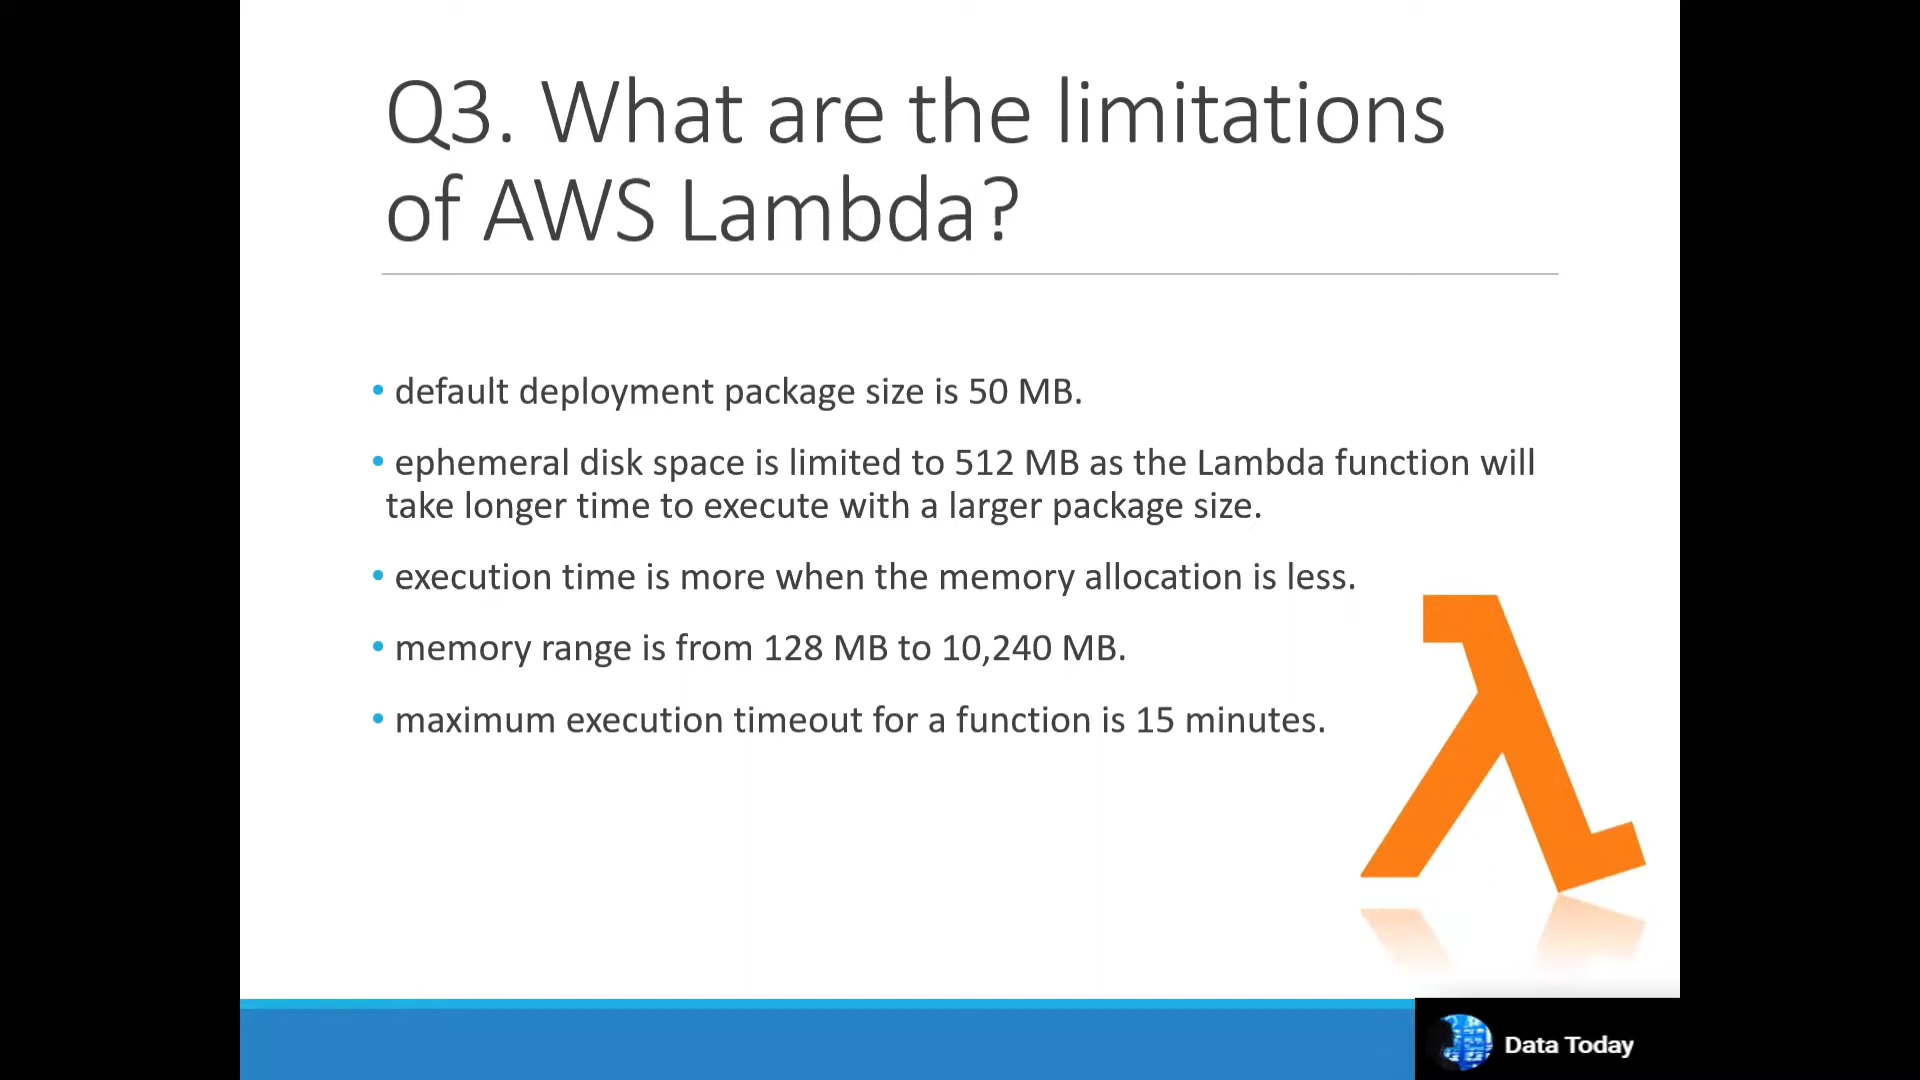 Q3. What are the limitations
of AWS Lambda?
• default deployment package size is 50 MB.
• ephemeral disk space is limited to 512 MB as the Lambda function will
take longer time to execute with a larger package size.
• execution time is more when the memory allocation is less.
• memory range is from 128 MB to 10,240 MB.
• maximum execution timeout for a function is 15 minutes.
Data Today